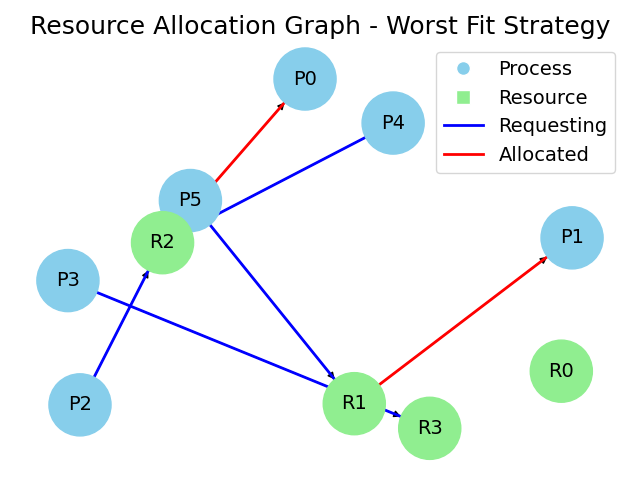 Resource Allocation Graph - Worst Fit Strategy
P0
Process
Resource
Requesting
Allocated
P4
P5
R2
P1
P3
P2
R1
R3
R0